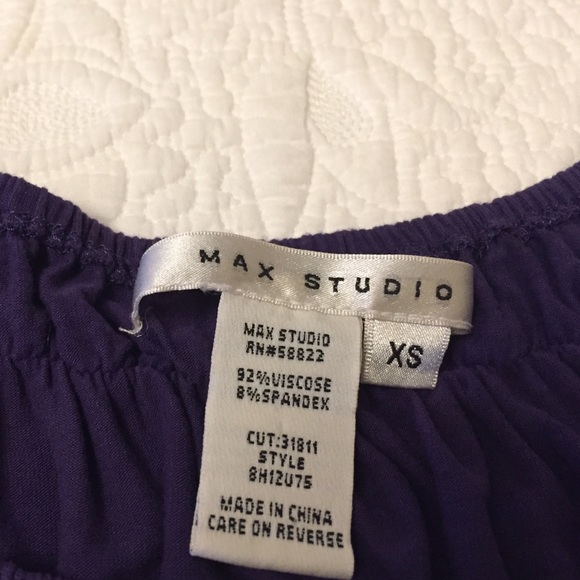 MAX STUDIO
XS
MAX STUDIO
RN#58822
92%VISCOSE
8%SPANDEX
CUT:31811
STYLE
8H12U75
MADE IN CHINA
CARE ON REVERSE